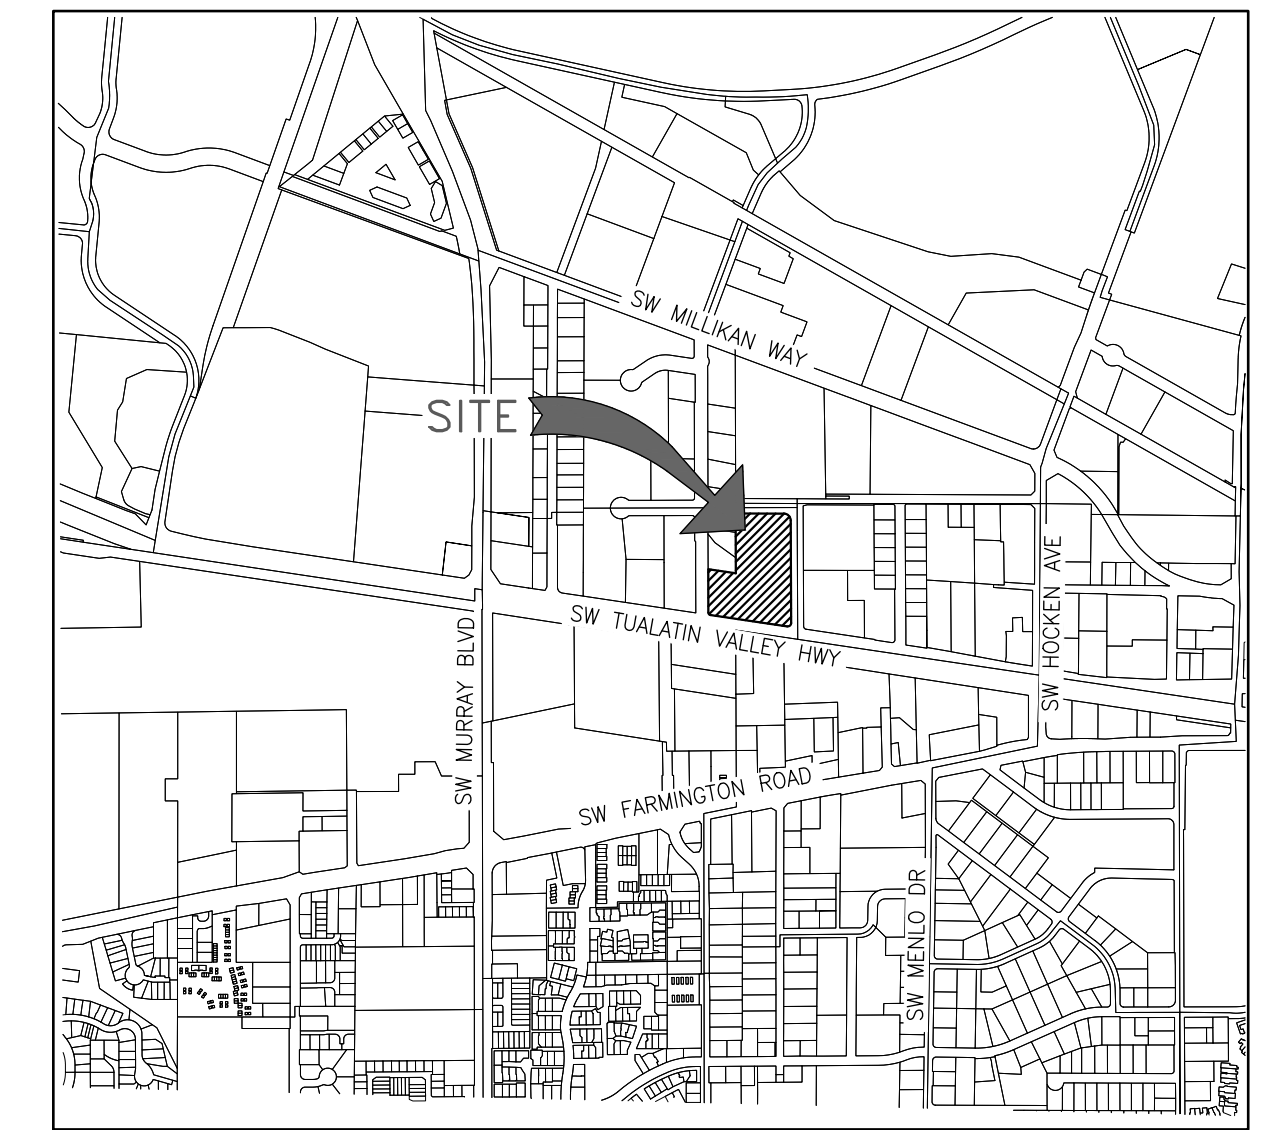 SW MILLIKAN WAY
SITE
SW TUALATIN VALLEY HWY
SW HOCKEN AVE
SW MURRAY BLVD
SW FARMINGTON ROAD
SW MENLO DR